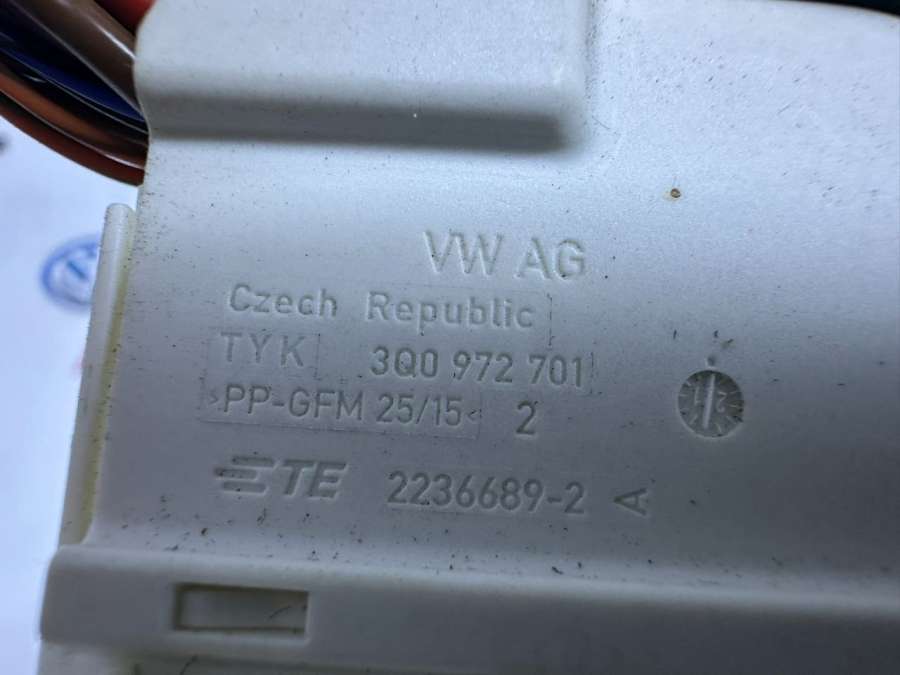 VW AG
Czech Republic
TYK 3Q0 972 701
>PP-GFM 25/15< 2
TE 2236689-2 A